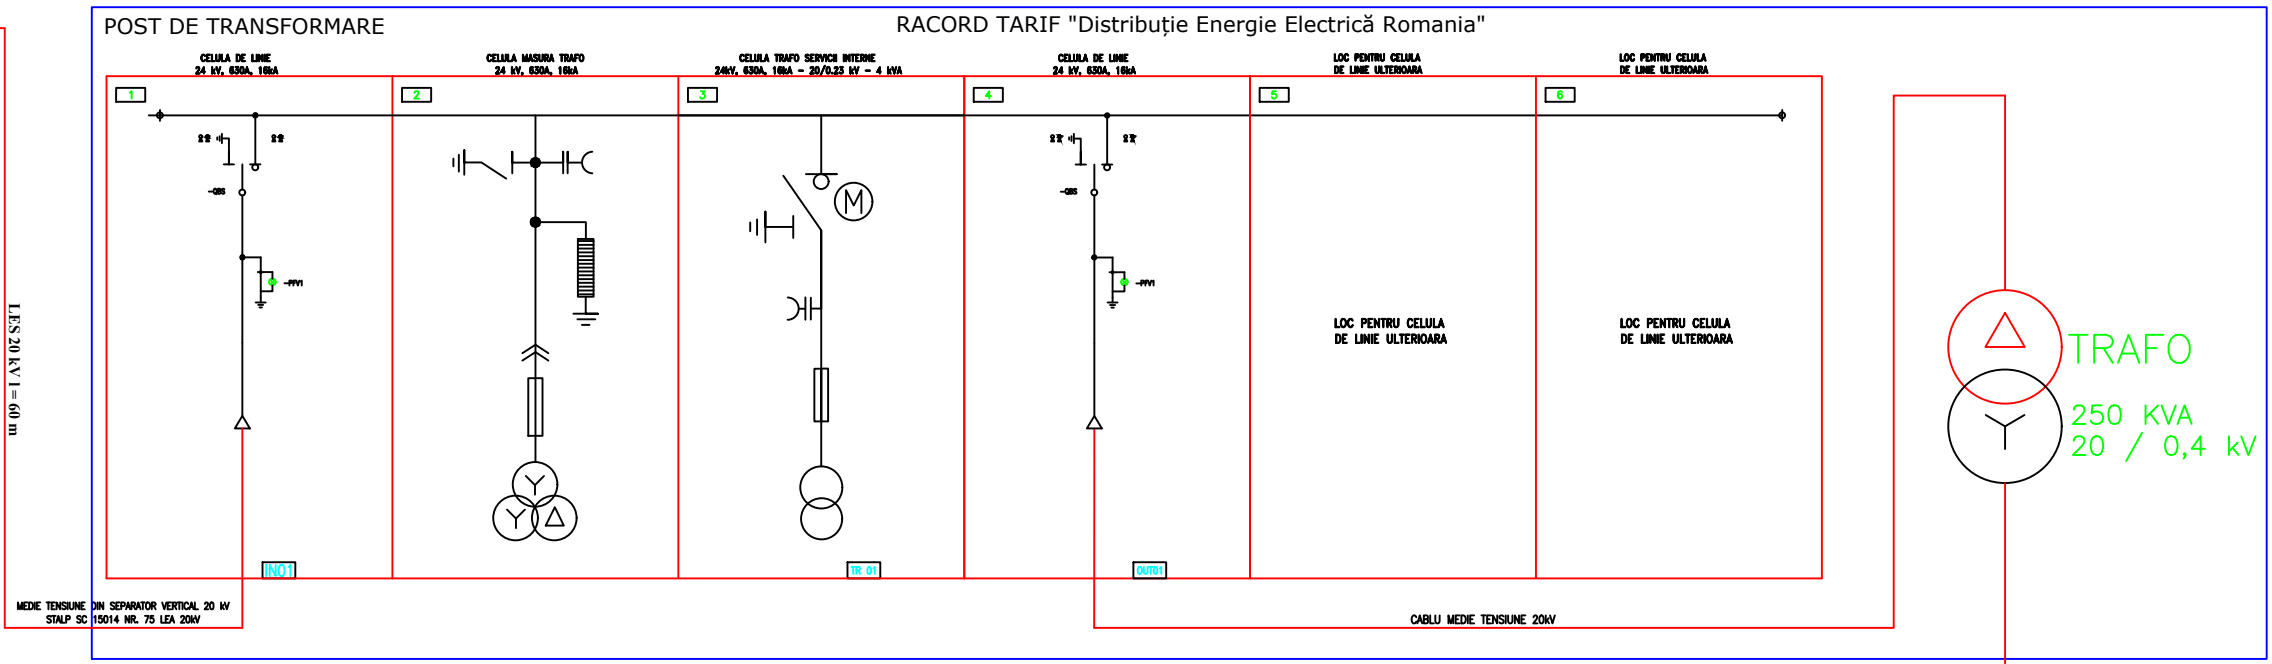 POST DE TRANSFORMARE
RACORD TARIF "Distribuție Energie Electrică Romania"
CELULA DE LINIE
24 kV, 630A, 16kA
CELULA MASURA TRAFO
24 kV, 630A, 16kA
CELULA TRAFO SERVICII INTERNE
24kV, 630A, 16kA - 20/0.23 kV - 4 kVA
CELULA DE LINIE
24 kV, 630A, 16kA
LOC PENTRU CELULA
DE LINIE ULTERIOARA
LOC PENTRU CELULA
DE LINIE ULTERIOARA
1
2
3
4
5
6
-QBS
-QBS
M
-PFV1
-PFV1
LOC PENTRU CELULA
DE LINIE ULTERIOARA
LOC PENTRU CELULA
DE LINIE ULTERIOARA
LES 20 kV l = 60 m
TRAFO
250 KVA
20 / 0,4 kV
IN01
TR 01
OUT01
MEDIE TENSIUNE DIN SEPARATOR VERTICAL 20 kV
STALP SC 15014 NR. 75 LEA 20kV
CABLU MEDIE TENSIUNE 20kV